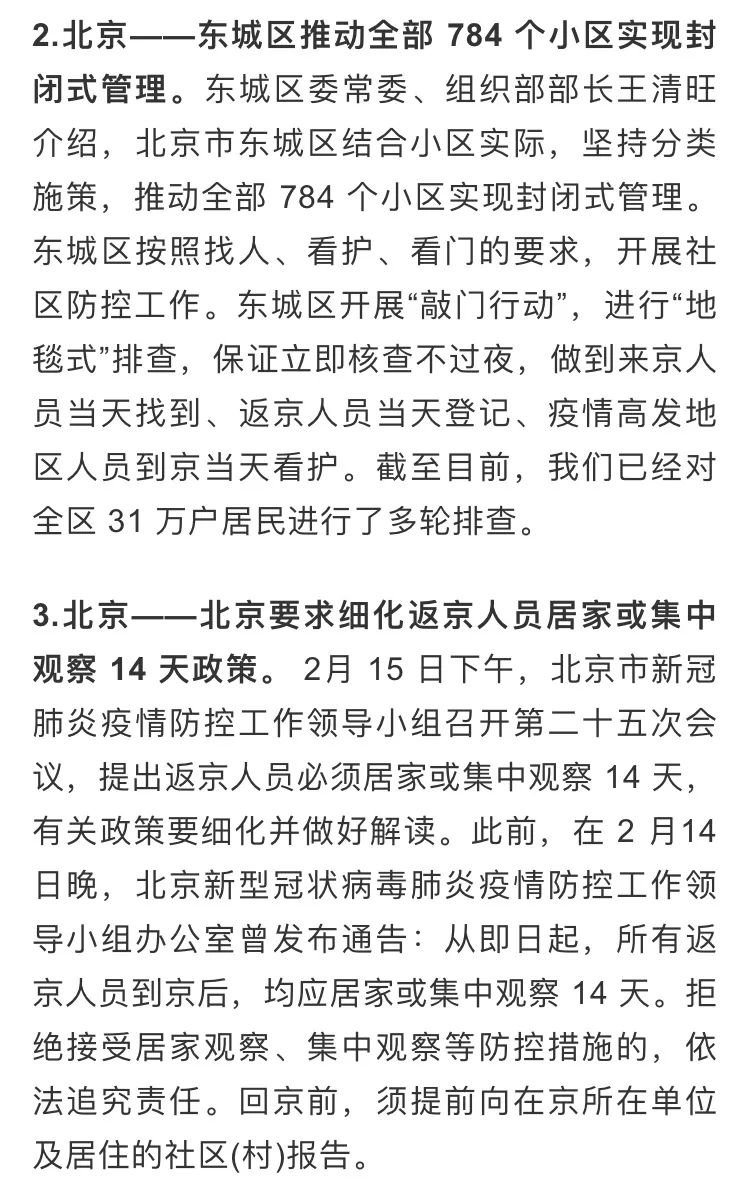 2.北京——东城区推动全部 784 个小区实现封
闭式管理。东城区委常委、组织部部长王清旺
介绍，北京市东城区结合小区实际，坚持分类
施策，推动全部 784 个小区实现封闭式管理。
东城区按照找人、看护、看门的要求，开展社
区防控工作。东城区开展“敲门行动”，进行“地
毯式”排查，保证立即核查不过夜，做到来京人
员当天找到、返京人员当天登记、疫情高发地
区人员到京当天看护。截至目前，我们已经对
全区 31 万户居民进行了多轮排查。
3.北京——北京要求细化返京人员居家或集中
观察 14 天政策。 2月 15 日下午，北京市新冠
肺炎疫情防控工作领导小组召开第二十五次会
议，提出返京人员必须居家或集中观察 14 天，
有关政策要细化并做好解读。此前，在 2 月14
日晚，北京新型冠状病毒肺炎疫情防控工作领
导小组办公室曾发布通告：从即日起，所有返
京人员到京后，均应居家或集中观察 14 天。拒
绝接受居家观察、集中观察等防控措施的，依
法追究责任。回京前，须提前向在京所在单位
及居住的社区(村)报告。